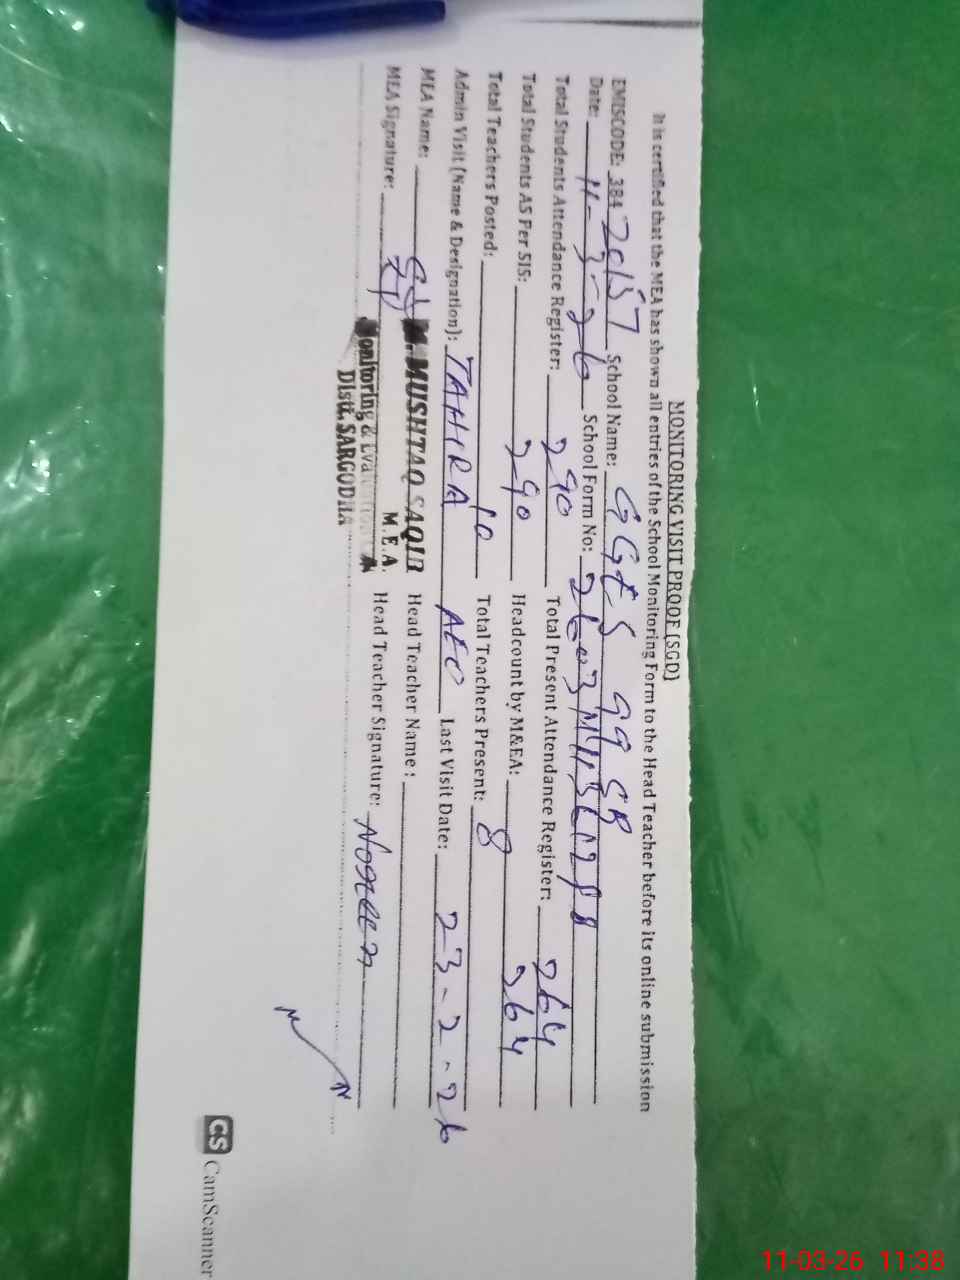 MONITORING VISIT PROOF (SGD)
It is certified that the MEA has shown all entries of the School Monitoring Form to the Head Teacher before its online submission
EMISCODE: 384 School Name: GGES 99 SB
Date: 11-3-26 School Form No:
Total Students Attendance Register: 290 Total Present Attendance Register: 264
Total Students AS Per SIS: 290 Headcount by M&EA: 264
Total Teachers Posted: 10 Total Teachers Present: 8
Admin Visit (Name & Designation): TAHIRA AEO Last Visit Date: 23-2-26
MEA Name: M. MUSHTAQ SAQIB Head Teacher Name:
M.E.A.
MEA Signature: Head Teacher Signature: Noreen
Monitoring &
Distt. SARGODHA
CS CamScanner
11-03-26 11:38